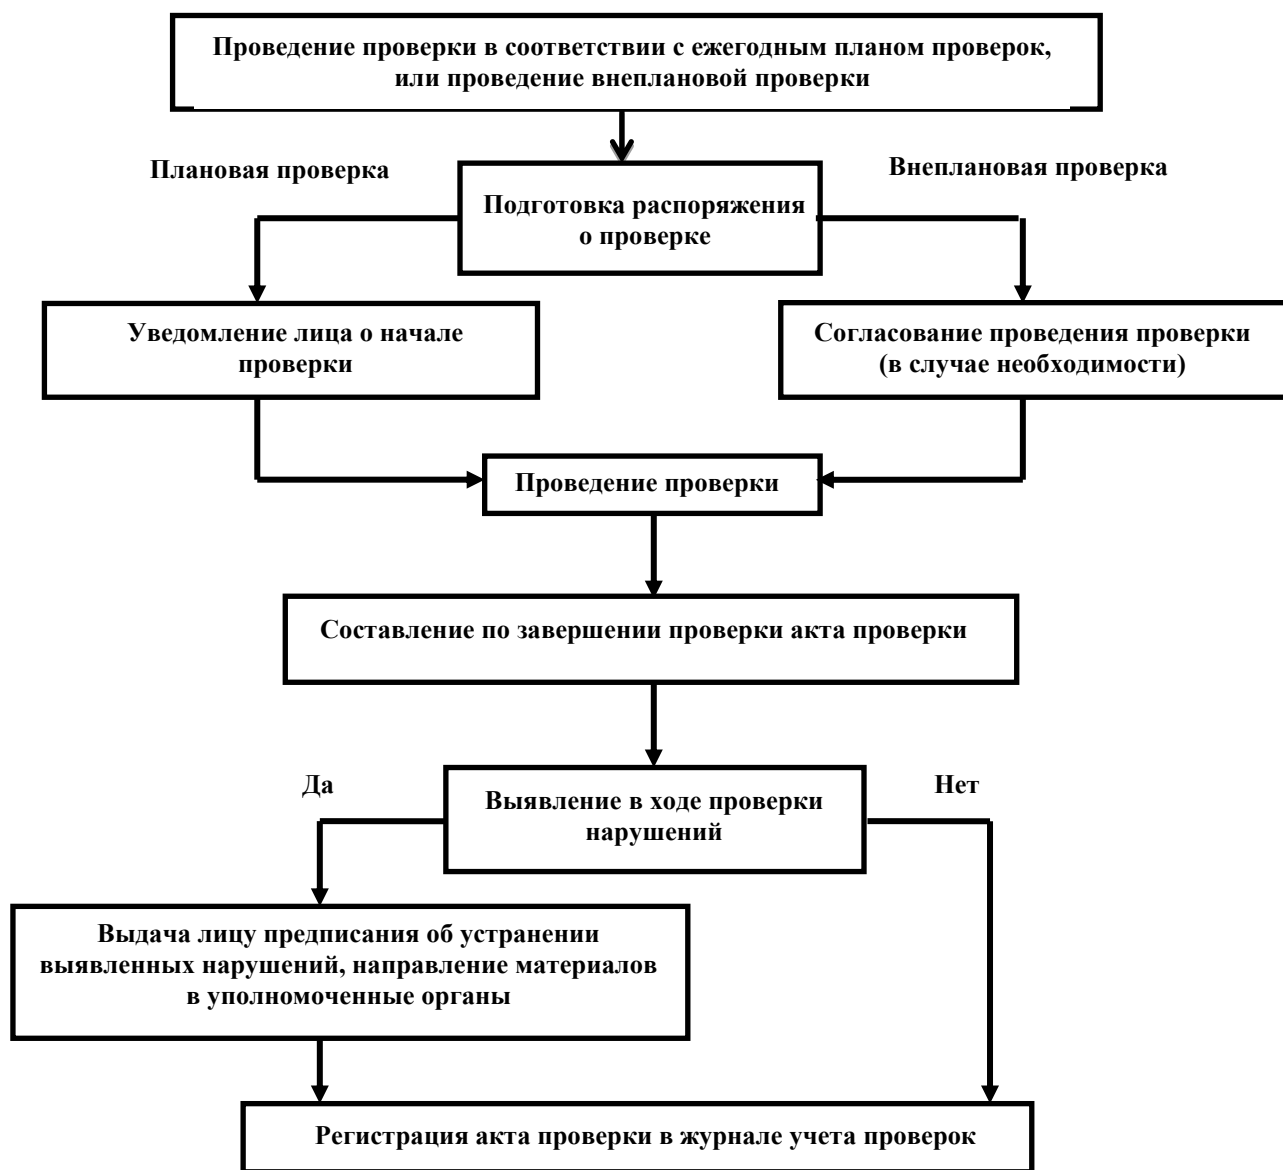 Проведение проверки в соответствии с ежегодным планом проверок,
или проведение внеплановой проверки
Плановая проверка
Внеплановая проверка
Подготовка распоряжения
о проверке
Уведомление лица о начале
проверки
Согласование проведения проверки
(в случае необходимости)
Проведение проверки
Составление по завершении проверки акта проверки
Да
Нет
Выявление в ходе проверки
нарушений
Выдача лицу предписания об устранении
выявленных нарушений, направление материалов
в уполномоченные органы
Регистрация акта проверки в журнале учета проверок